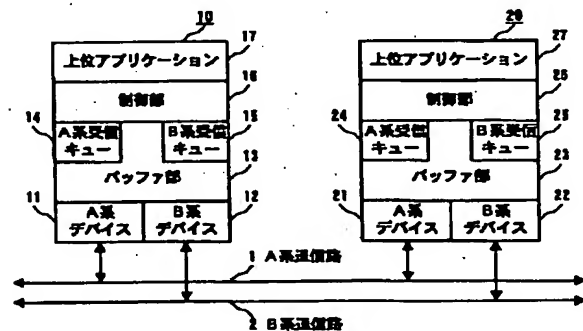 10
上位アプリケーション
17
制御部
16
14
A系受信
キュー
B系受信
キュー
15
バッファ部
13
11
A系
デバイス
B系
デバイス
12
20
上位アプリケーション
27
制御部
26
24
A系受信
キュー
B系受信
キュー
25
バッファ部
23
21
A系
デバイス
B系
デバイス
22
1 A系通信路
2 B系通信路